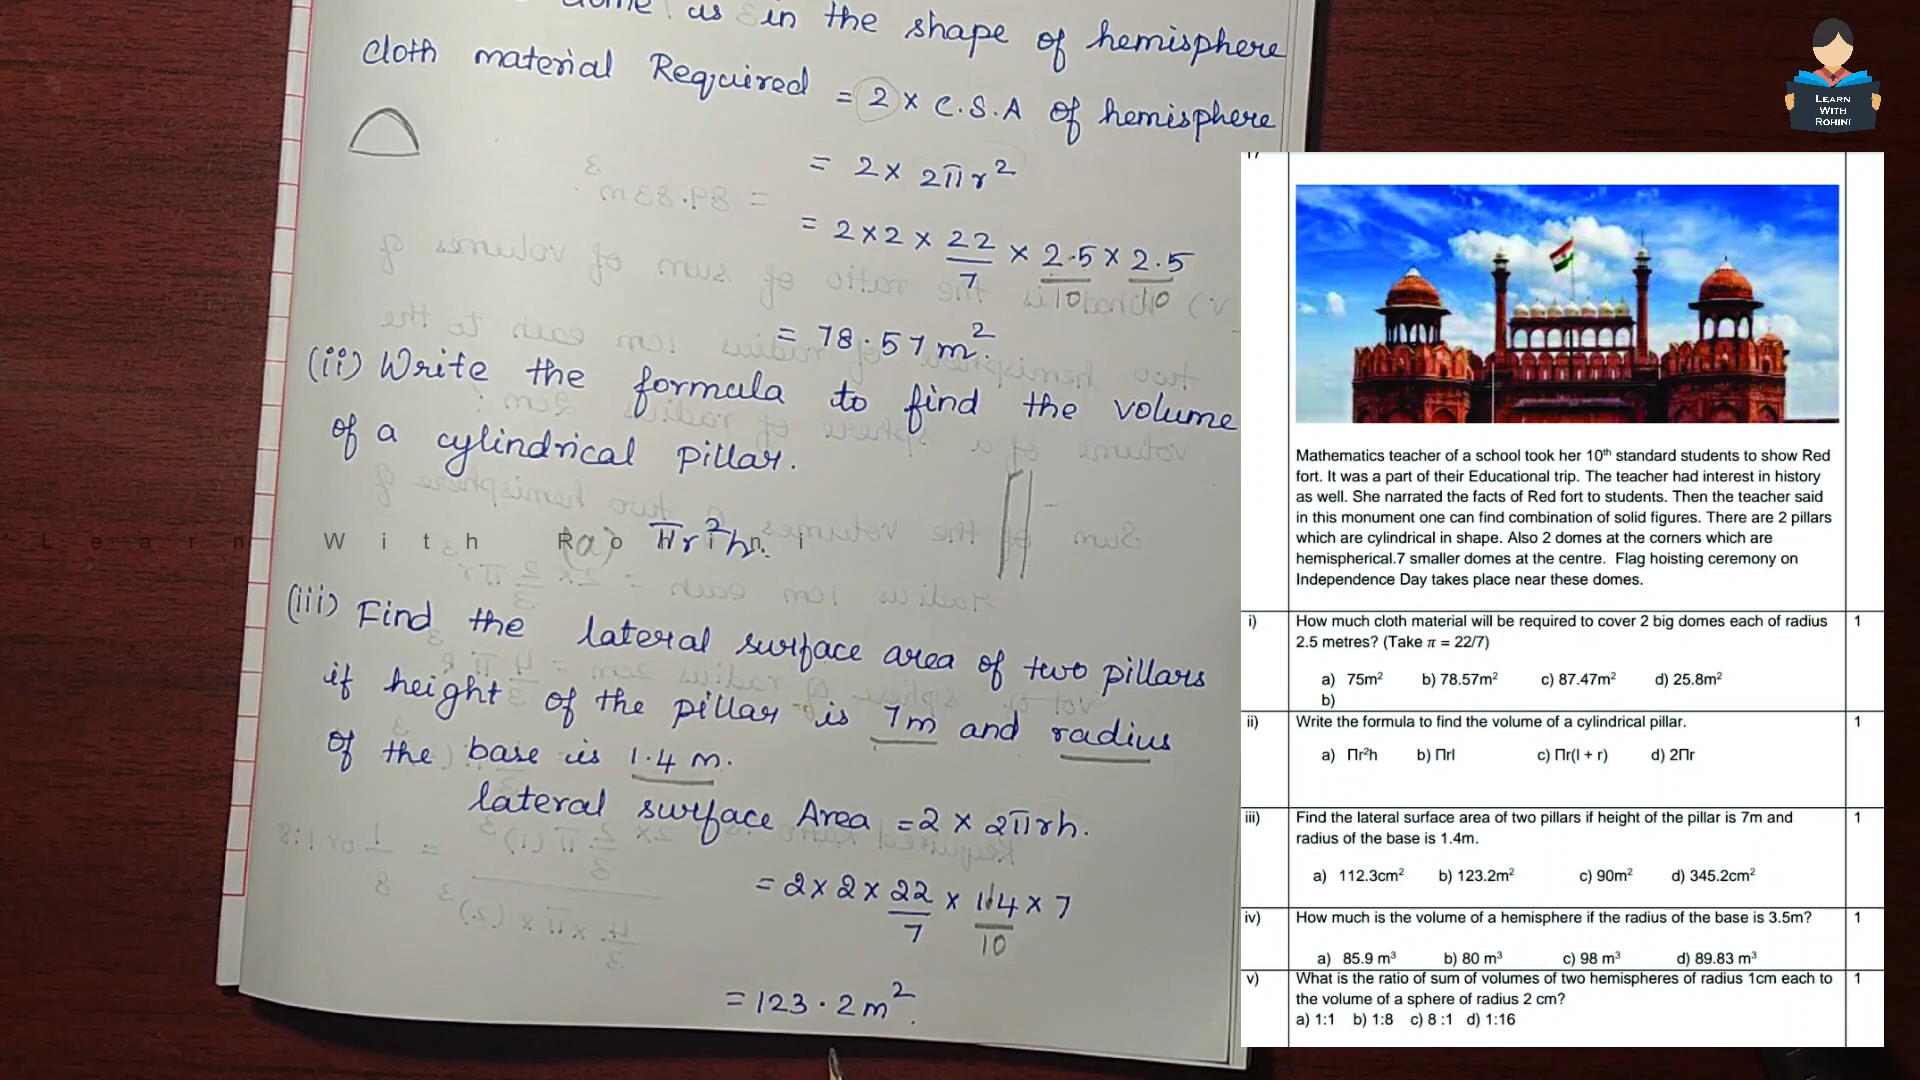 us in the shape of hemisphere
Cloth material Required = 2 x C.S.A of hemisphere
= 2 x 2πr²
= 2x2 x 22/7 x 2.5/10 x 2.5/10
= 78.57 m².
(ii) Write the formula to find the volume
of a cylindrical pillar.
(a) πr²h.
Learn With Rohini
(iii) Find the lateral surface area of two pillars
if height of the pillar is 7m and radius
of the base is 1.4 m.
lateral surface Area = 2 x 2πrh.
= 2x 2x 22/7 x 1.4/10 x 7
= 123.2 m².
LEARN
WITH
ROHINI
Mathematics teacher of a school took her 10th standard students to show Red
fort. It was a part of their Educational trip. The teacher had interest in history
as well. She narrated the facts of Red fort to students. Then the teacher said
in this monument one can find combination of solid figures. There are 2 pillars
which are cylindrical in shape. Also 2 domes at the corners which are
hemispherical.7 smaller domes at the centre. Flag hoisting ceremony on
Independence Day takes place near these domes.
i) How much cloth material will be required to cover 2 big domes each of radius 1
2.5 metres? (Take π = 22/7)
a) 75m² b) 78.57m² c) 87.47m² d) 25.8m²
b)
ii) Write the formula to find the volume of a cylindrical pillar. 1
a) Πr²h b) Πrl c) Πr(l + r) d) 2Πr
iii) Find the lateral surface area of two pillars if height of the pillar is 7m and 1
radius of the base is 1.4m.
a) 112.3cm² b) 123.2m² c) 90m² d) 345.2cm²
iv) How much is the volume of a hemisphere if the radius of the base is 3.5m? 1
a) 85.9 m³ b) 80 m³ c) 98 m³ d) 89.83 m³
v) What is the ratio of sum of volumes of two hemispheres of radius 1cm each to 1
the volume of a sphere of radius 2 cm?
a) 1:1 b) 1:8 c) 8 :1 d) 1:16